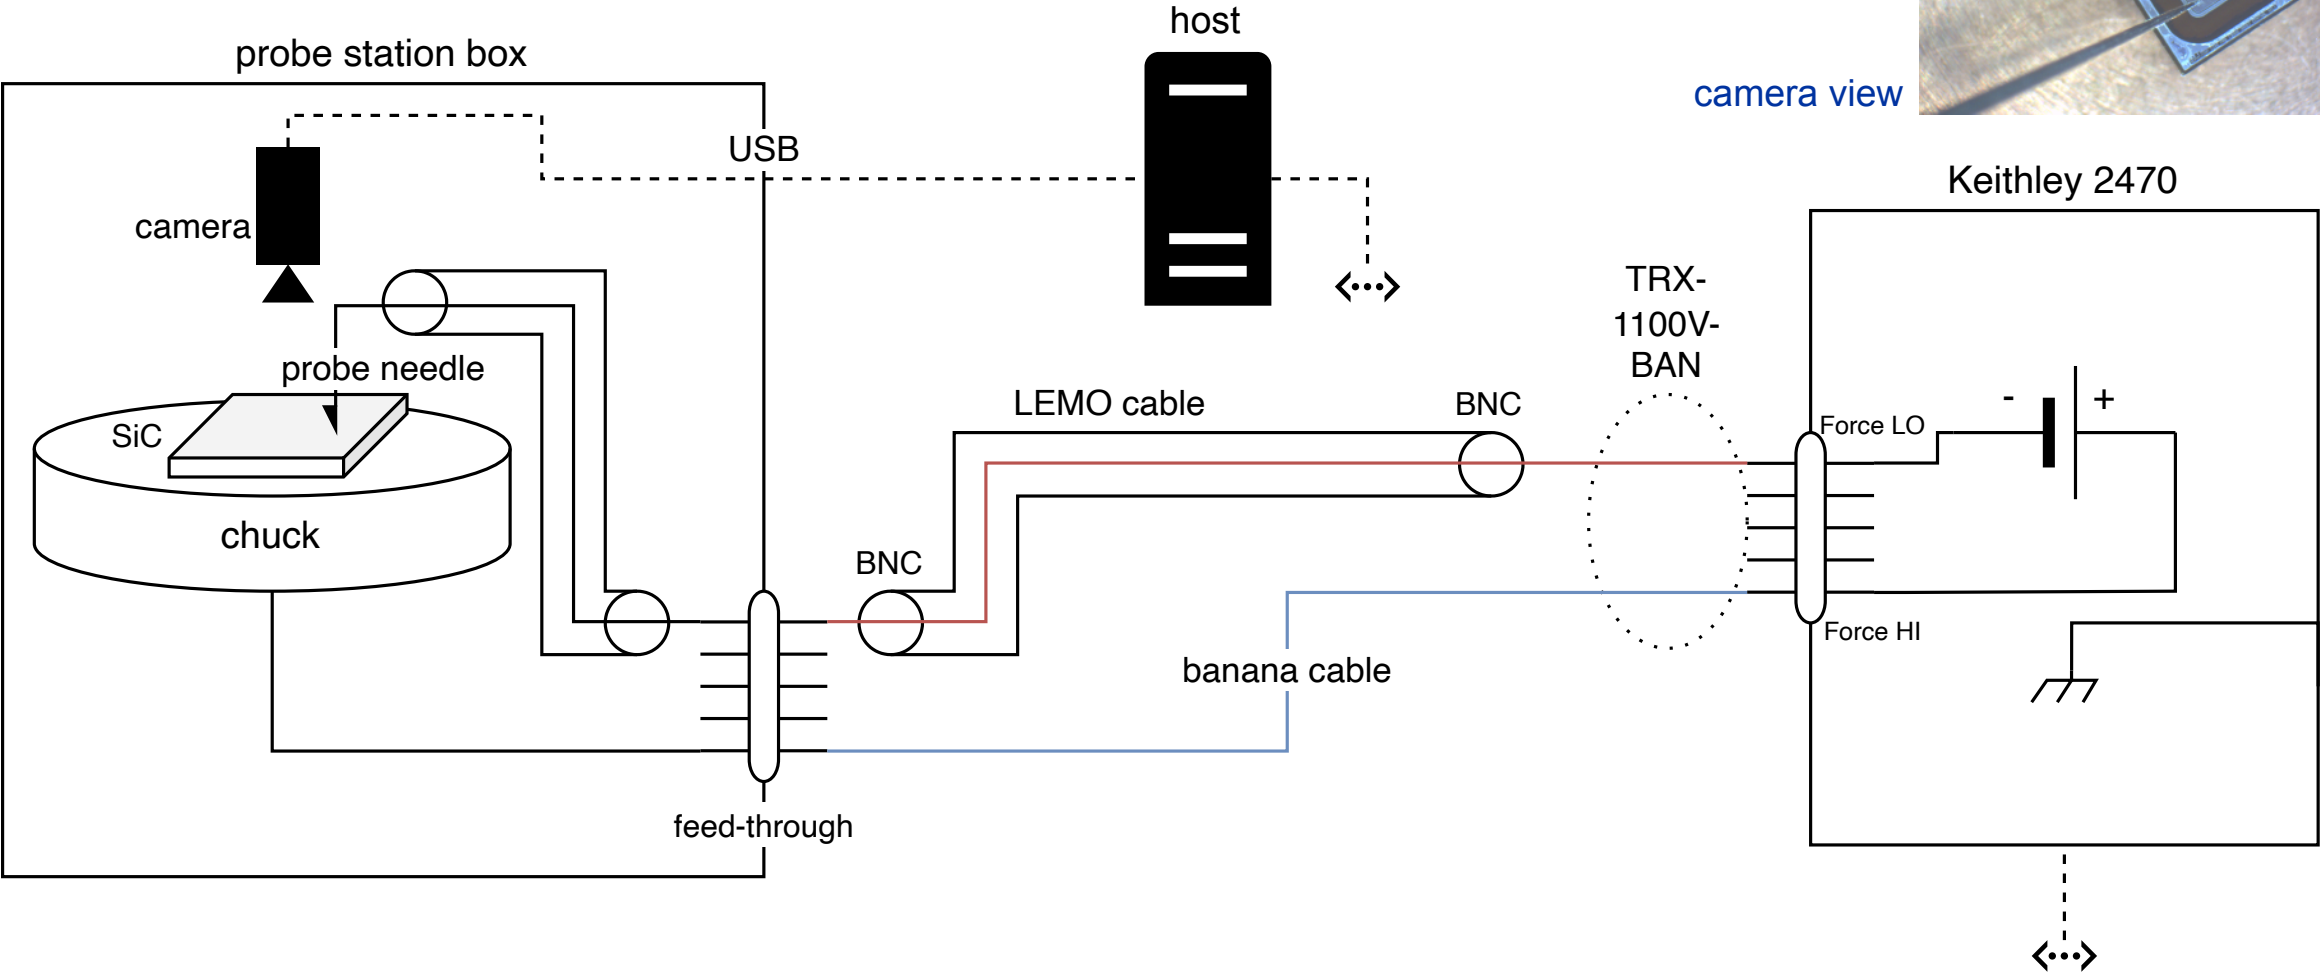 host
probe station box
camera view
USB
Keithley 2470
camera
TRX-
1100V-
BAN
probe needle
LEMO cable
BNC
- +
Force LO
SiC
chuck
BNC
Force HI
banana cable
feed-through